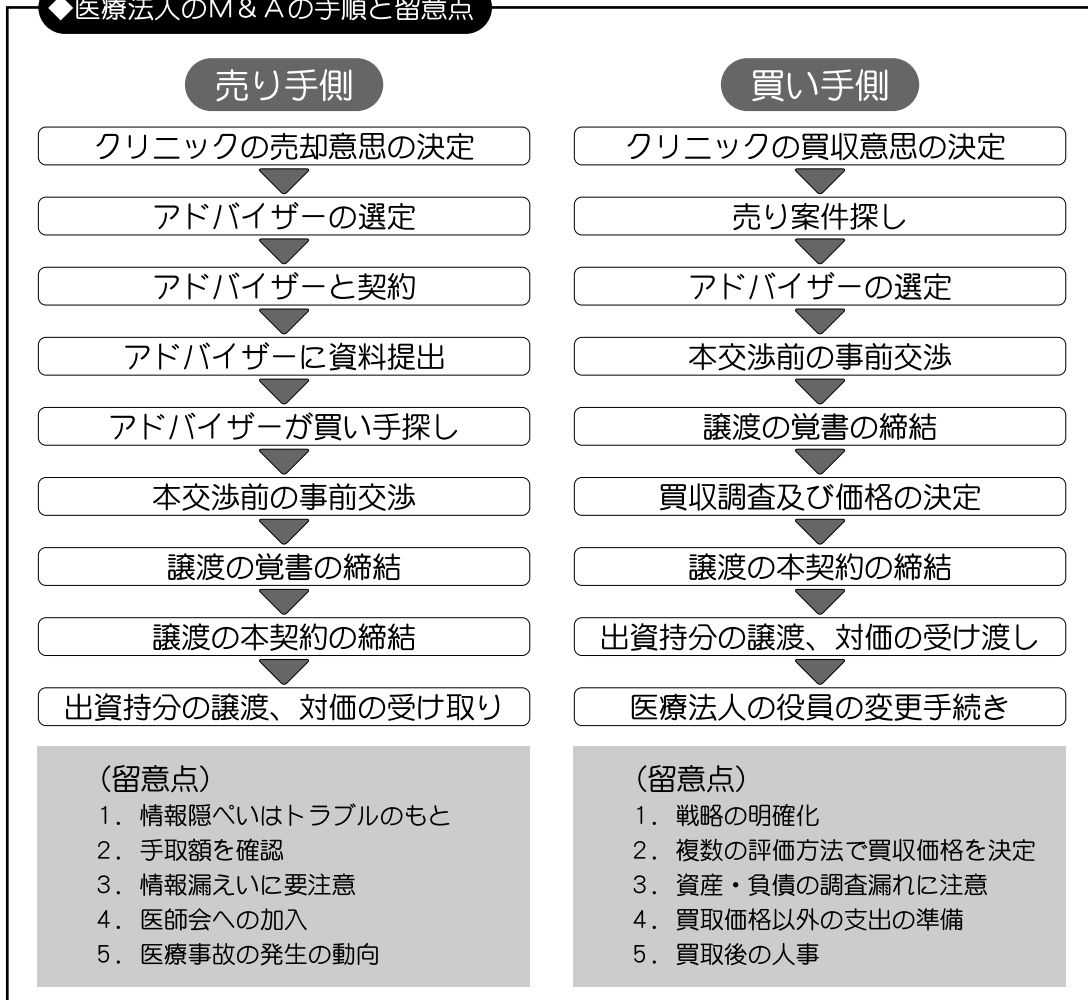 ◆医療法人のM＆Aの手順と留意点
売り手側
クリニックの売却意思の決定
アドバイザーの選定
アドバイザーと契約
アドバイザーに資料提出
アドバイザーが買い手探し
本交渉前の事前交渉
譲渡の覚書の締結
譲渡の本契約の締結
出資持分の譲渡、対価の受け取り
（留意点）
1．情報隠ぺいはトラブルのもと
2．手取額を確認
3．情報漏えいに要注意
4．医師会への加入
5．医療事故の発生の動向
買い手側
クリニックの買収意思の決定
売り案件探し
アドバイザーの選定
本交渉前の事前交渉
譲渡の覚書の締結
買収調査及び価格の決定
譲渡の本契約の締結
出資持分の譲渡、対価の受け渡し
医療法人の役員の変更手続き
（留意点）
1．戦略の明確化
2．複数の評価方法で買収価格を決定
3．資産・負債の調査漏れに注意
4．買取価格以外の支出の準備
5．買取後の人事